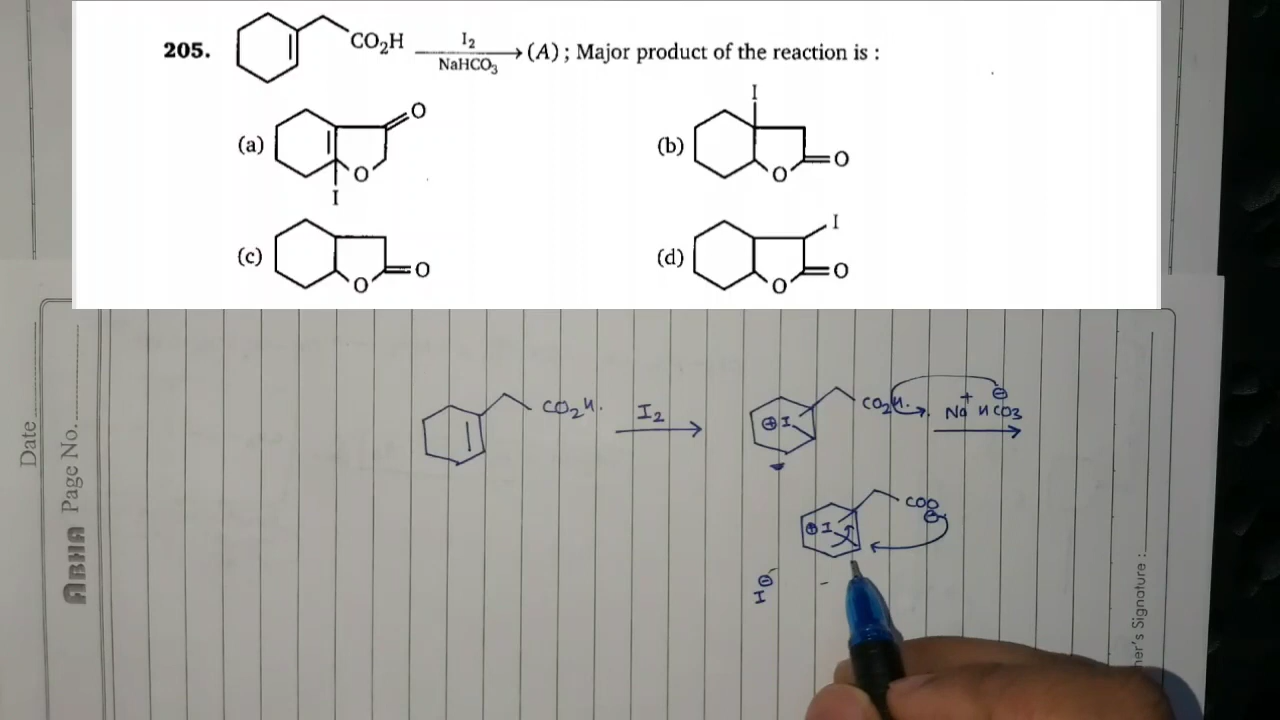 205. CO₂H I₂ NaHCO₃ (A) ; Major product of the reaction is :
(a) O O I
(b) I O O
(c) O O
(d) I O O
Date
Page No.
ABHA
CO₂H. I₂ ⊕ I CO₂H. Na⁺ HCO₃⊖
⊕ I COO⊖
I⊖
her's Signature :